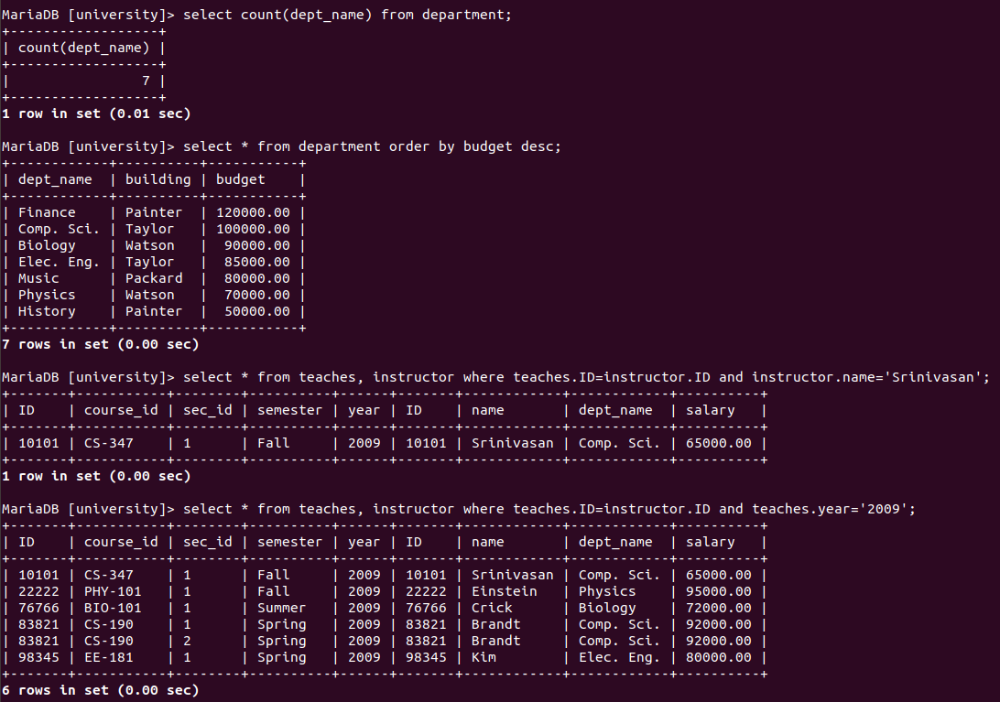 MariaDB [university]> select count(dept_name) from department;
+------------------+
| count(dept_name) |
+------------------+
|                7 |
+------------------+
1 row in set (0.01 sec)

MariaDB [university]> select * from department order by budget desc;
+------------+----------+-----------+
| dept_name  | building | budget    |
+------------+----------+-----------+
| Finance    | Painter  | 120000.00 |
| Comp. Sci. | Taylor   | 100000.00 |
| Biology    | Watson   |  90000.00 |
| Elec. Eng. | Taylor   |  85000.00 |
| Music      | Packard  |  80000.00 |
| Physics    | Watson   |  70000.00 |
| History    | Painter  |  50000.00 |
+------------+----------+-----------+
7 rows in set (0.00 sec)

MariaDB [university]> select * from teaches, instructor where teaches.ID=instructor.ID and instructor.name='Srinivasan';
+-------+-----------+--------+----------+------+-------+------------+------------+----------+
| ID    | course_id | sec_id | semester | year | ID    | name       | dept_name  | salary   |
+-------+-----------+--------+----------+------+-------+------------+------------+----------+
| 10101 | CS-347    | 1      | Fall     | 2009 | 10101 | Srinivasan | Comp. Sci. | 65000.00 |
+-------+-----------+--------+----------+------+-------+------------+------------+----------+
1 row in set (0.00 sec)

MariaDB [university]> select * from teaches, instructor where teaches.ID=instructor.ID and teaches.year='2009';
+-------+-----------+--------+----------+------+-------+------------+------------+----------+
| ID    | course_id | sec_id | semester | year | ID    | name       | dept_name  | salary   |
+-------+-----------+--------+----------+------+-------+------------+------------+----------+
| 10101 | CS-347    | 1      | Fall     | 2009 | 10101 | Srinivasan | Comp. Sci. | 65000.00 |
| 22222 | PHY-101   | 1      | Fall     | 2009 | 22222 | Einstein   | Physics    | 95000.00 |
| 76766 | BIO-101   | 1      | Summer   | 2009 | 76766 | Crick      | Biology    | 72000.00 |
| 83821 | CS-190    | 1      | Spring   | 2009 | 83821 | Brandt     | Comp. Sci. | 92000.00 |
| 83821 | CS-190    | 2      | Spring   | 2009 | 83821 | Brandt     | Comp. Sci. | 92000.00 |
| 98345 | EE-181    | 1      | Spring   | 2009 | 98345 | Kim        | Elec. Eng. | 80000.00 |
+-------+-----------+--------+----------+------+-------+------------+------------+----------+
6 rows in set (0.00 sec)